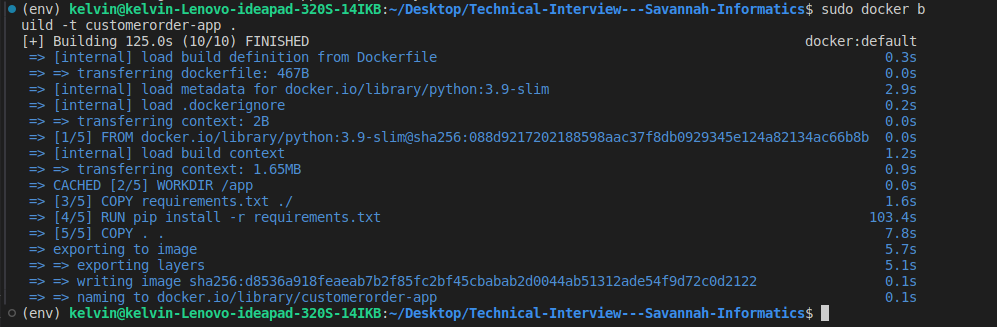 (env) kelvin@kelvin-Lenovo-ideapad-320S-14IKB:~/Desktop/Technical-Interview---Savannah-Informatics$ sudo docker b
uild -t customerorder-app .
[+] Building 125.0s (10/10) FINISHED docker:default
=> [internal] load build definition from Dockerfile 0.3s
=> => transferring dockerfile: 467B 0.0s
=> [internal] load metadata for docker.io/library/python:3.9-slim 2.9s
=> [internal] load .dockerignore 0.2s
=> => transferring context: 2B 0.0s
=> [1/5] FROM docker.io/library/python:3.9-slim@sha256:088d9217202188598aac37f8db0929345e124a82134ac66b8b 0.0s
=> [internal] load build context 1.2s
=> => transferring context: 1.65MB 0.9s
=> CACHED [2/5] WORKDIR /app 0.0s
=> [3/5] COPY requirements.txt ./ 1.6s
=> [4/5] RUN pip install -r requirements.txt 103.4s
=> [5/5] COPY . . 7.8s
=> exporting to image 5.7s
=> => exporting layers 5.1s
=> => writing image sha256:d8536a918feaeab7b2f85fc2bf45cbabab2d0044ab51312ade54f9d72c0d2122 0.1s
=> => naming to docker.io/library/customerorder-app 0.1s
(env) kelvin@kelvin-Lenovo-ideapad-320S-14IKB:~/Desktop/Technical-Interview---Savannah-Informatics$